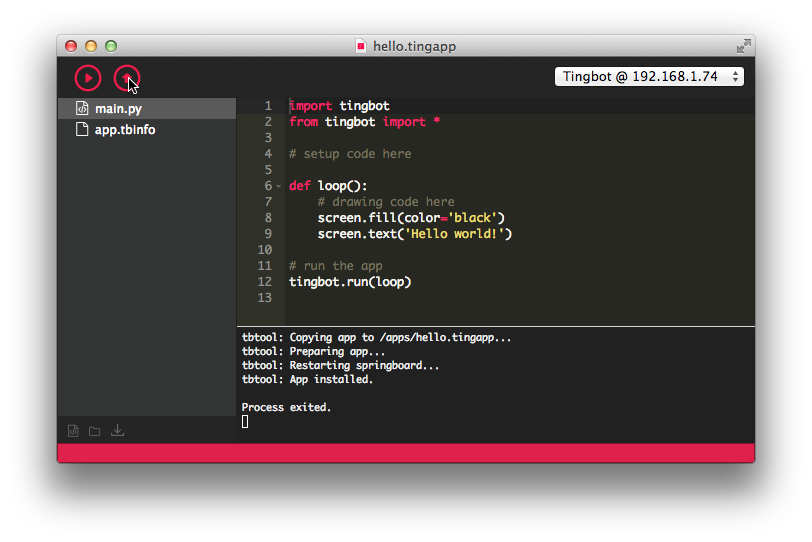 hello.tingapp
Tingbot @ 192.168.1.74
main.py
app.tbinfo
1 import tingbot
2 from tingbot import *
3
4 # setup code here
5
6 def loop():
7     # drawing code here
8     screen.fill(color='black')
9     screen.text('Hello world!')
10
11 # run the app
12 tingbot.run(loop)
13
tbtool: Copying app to /apps/hello.tingapp...
tbtool: Preparing app...
tbtool: Restarting springboard...
tbtool: App installed.
Process exited.